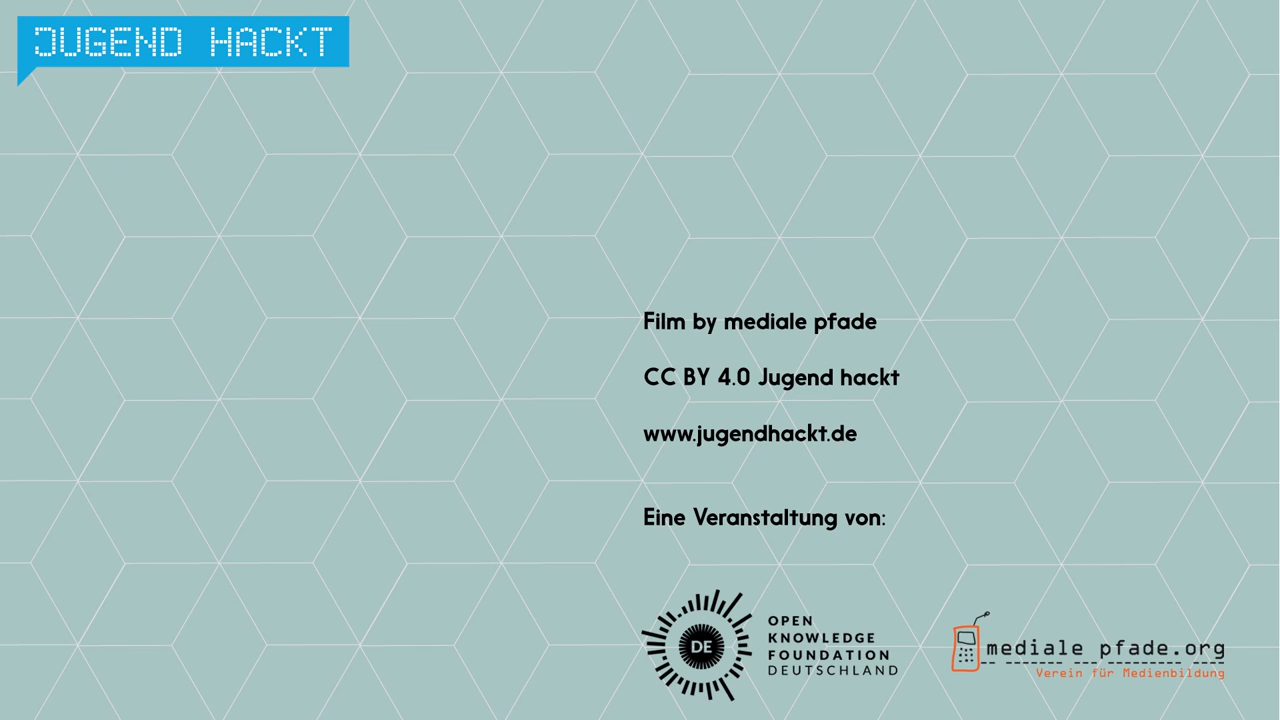 JUGEND HACKT
Film by mediale pfade
CC BY 4.0 Jugend hackt
www.jugendhackt.de
Eine Veranstaltung von:
DE
OPEN
KNOWLEDGE
FOUNDATION
DEUTSCHLAND
mediale pfade.org
Verein für Medienbildung